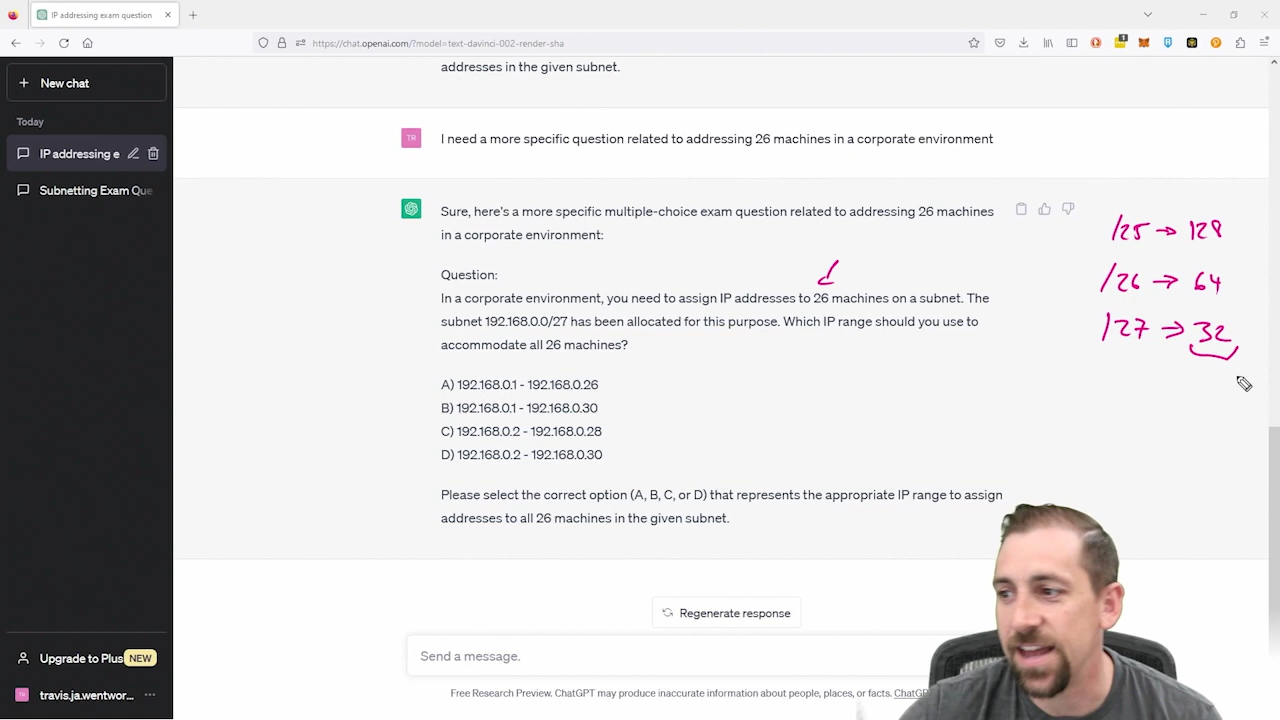 IP addressing exam question
https://chat.openai.com/?model=text-davinci-002-render-sha
1
New chat
Today
IP addressing e
Subnetting Exam Que
addresses in the given subnet.
TR
I need a more specific question related to addressing 26 machines in a corporate environment
Sure, here's a more specific multiple-choice exam question related to addressing 26 machines
in a corporate environment:
Question:
In a corporate environment, you need to assign IP addresses to 26 machines on a subnet. The
subnet 192.168.0.0/27 has been allocated for this purpose. Which IP range should you use to
accommodate all 26 machines?
A) 192.168.0.1 - 192.168.0.26
B) 192.168.0.1 - 192.168.0.30
C) 192.168.0.2 - 192.168.0.28
D) 192.168.0.2 - 192.168.0.30
Please select the correct option (A, B, C, or D) that represents the appropriate IP range to assign
addresses to all 26 machines in the given subnet.
/25 → 128
/26 → 64
/27 → 32
Regenerate response
Send a message.
Free Research Preview. ChatGPT may produce inaccurate information about people, places, or facts. ChatG
Upgrade to Plus NEW
TR travis.ja.wentwor... ...